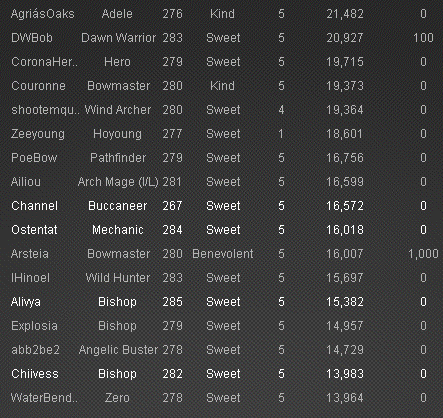 AgriásOaks Adele 276 Kind 5 21,482 0
DWBob Dawn Warrior 283 Sweet 5 20,927 100
CoronaHer.. Hero 279 Sweet 5 19,715 0
Couronne Bowmaster 280 Kind 5 19,373 0
shootemqu.. Wind Archer 280 Sweet 4 19,364 0
Zeeyoung Hoyoung 277 Sweet 1 18,601 0
PoeBow Pathfinder 279 Sweet 5 16,756 0
Ailiou Arch Mage (I/L) 281 Sweet 5 16,599 0
Channel Buccaneer 267 Sweet 5 16,572 0
Ostentat Mechanic 284 Sweet 5 16,018 0
Arsteia Bowmaster 280 Benevolent 5 16,007 1,000
IHinoel Wild Hunter 283 Sweet 5 15,697 0
Alivya Bishop 285 Sweet 5 15,382 0
Explosia Bishop 279 Sweet 5 14,957 0
abb2be2 Angelic Buster 278 Sweet 5 14,729 0
Chiivess Bishop 282 Sweet 5 13,983 0
WaterBend.. Zero 278 Sweet 5 13,964 0